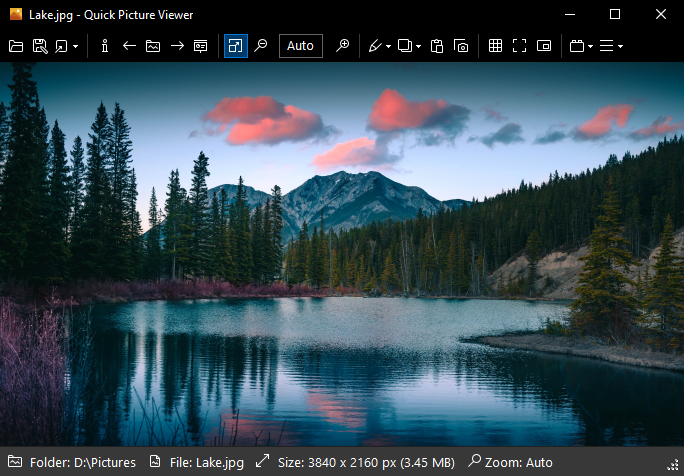 Lake.jpg - Quick Picture Viewer
Auto
Folder: D:\Pictures File: Lake.jpg Size: 3840 x 2160 px (3.45 MB) Zoom: Auto